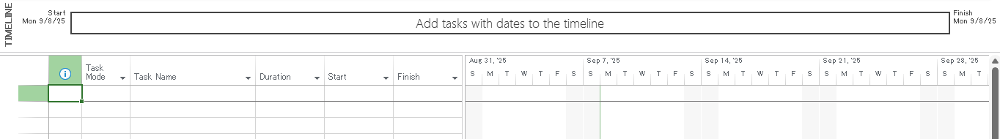 TIMELINE
Start
Mon 9/8/25
Add tasks with dates to the timeline
Finish
Mon 9/8/25
Task Mode
Task Name
Duration
Start
Finish
Aug 31, '25
Sep 7, '25
Sep 14, '25
Sep 21, '25
Sep 28, '25
S M T W T F S S M T W T F S S M T W T F S S M T W T F S S M T